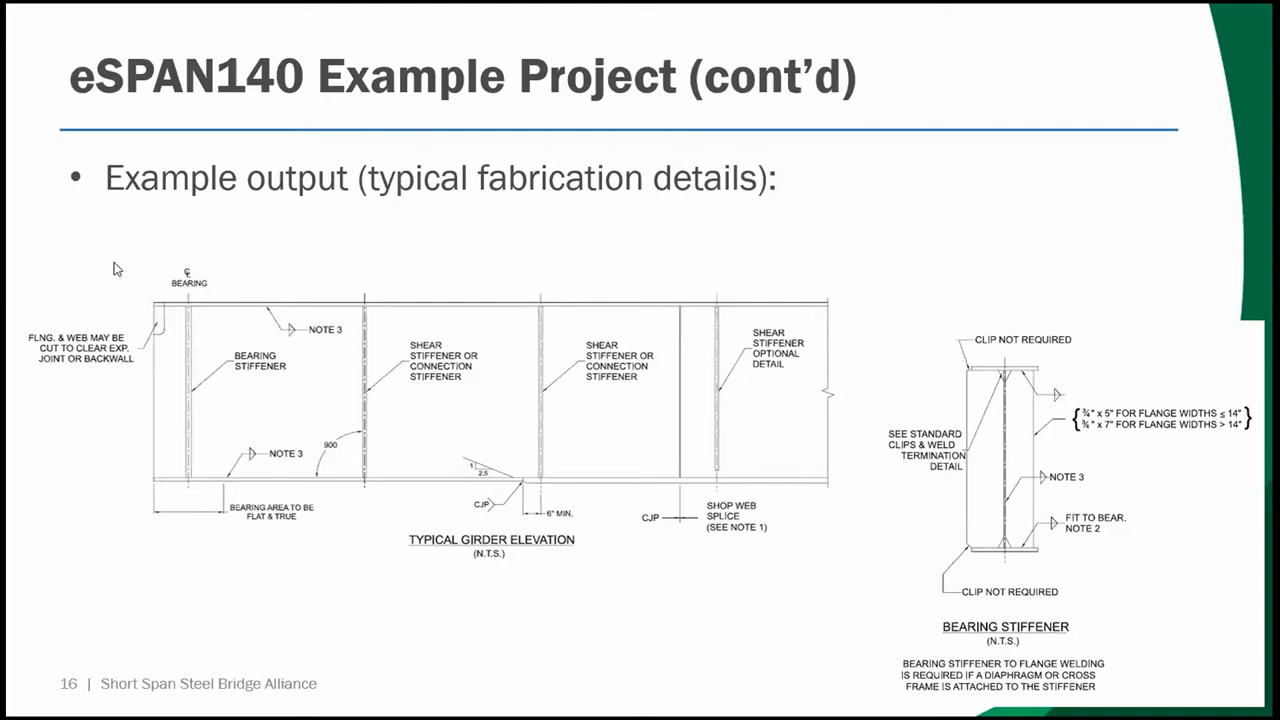 eSPAN140 Example Project (cont’d)
• Example output (typical fabrication details):
℄
BEARING
FLNG. & WEB MAY BE
CUT TO CLEAR EXP.
JOINT OR BACKWALL
NOTE 3
BEARING
STIFFENER
SHEAR
STIFFENER OR
CONNECTION
STIFFENER
SHEAR
STIFFENER OR
CONNECTION
STIFFENER
SHEAR
STIFFENER
OPTIONAL
DETAIL
900
NOTE 3
1
2.5
BEARING AREA TO BE
FLAT & TRUE
CJP
6" MIN.
CJP
SHOP WEB
SPLICE
(SEE NOTE 1)
TYPICAL GIRDER ELEVATION
(N.T.S.)
CLIP NOT REQUIRED
{ ¾" x 5" FOR FLANGE WIDTHS ≤ 14" }
¾" x 7" FOR FLANGE WIDTHS > 14"
SEE STANDARD
CLIPS & WELD
TERMINATION
DETAIL
NOTE 3
FIT TO BEAR.
NOTE 2
CLIP NOT REQUIRED
BEARING STIFFENER
(N.T.S.)
BEARING STIFFENER TO FLANGE WELDING
IS REQUIRED IF A DIAPHRAGM OR CROSS
FRAME IS ATTACHED TO THE STIFFENER
16 | Short Span Steel Bridge Alliance